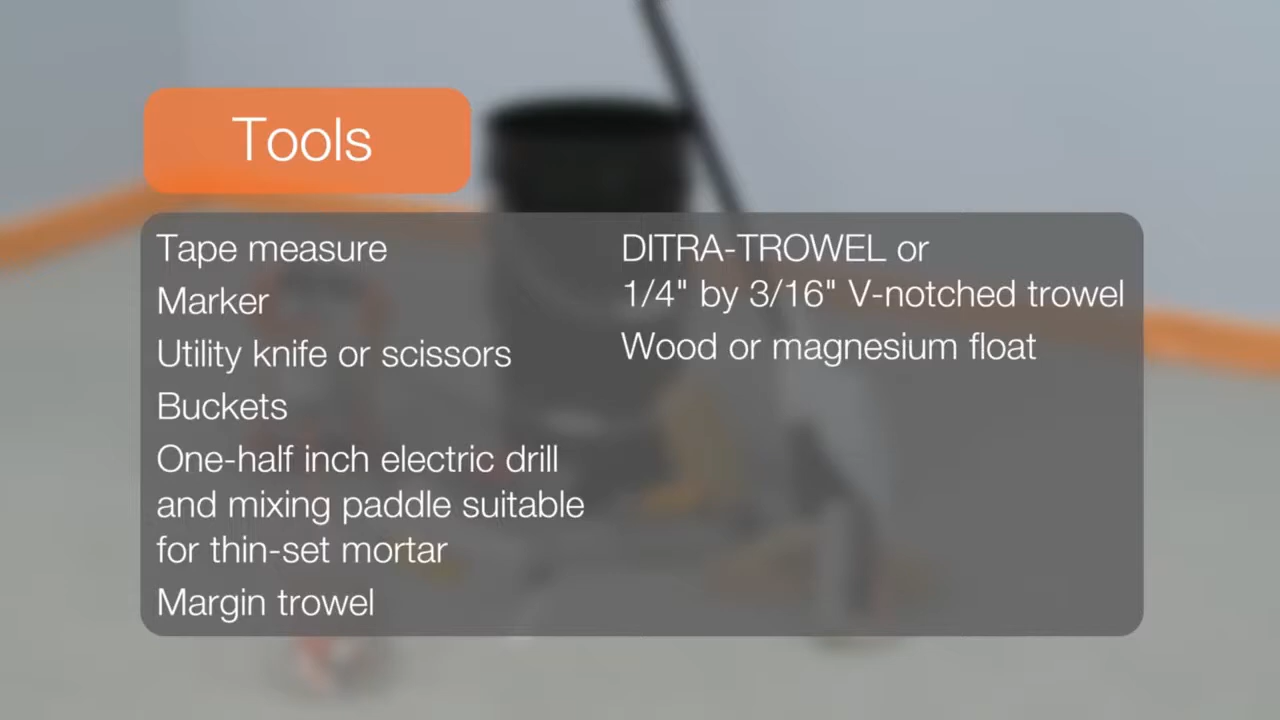 Tools
Tape measure
Marker
Utility knife or scissors
Buckets
One-half inch electric drill
and mixing paddle suitable
for thin-set mortar
Margin trowel
DITRA-TROWEL or
1/4" by 3/16" V-notched trowel
Wood or magnesium float